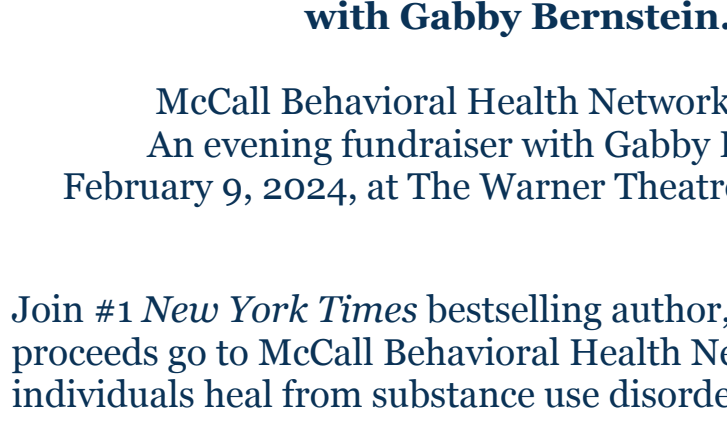 with Gabby Bernstein.
McCall Behavioral Health Network
An evening fundraiser with Gabby
February 9, 2024, at The Warner Theatre
Join #1 New York Times bestselling author,
proceeds go to McCall Behavioral Health
individuals heal from substance use